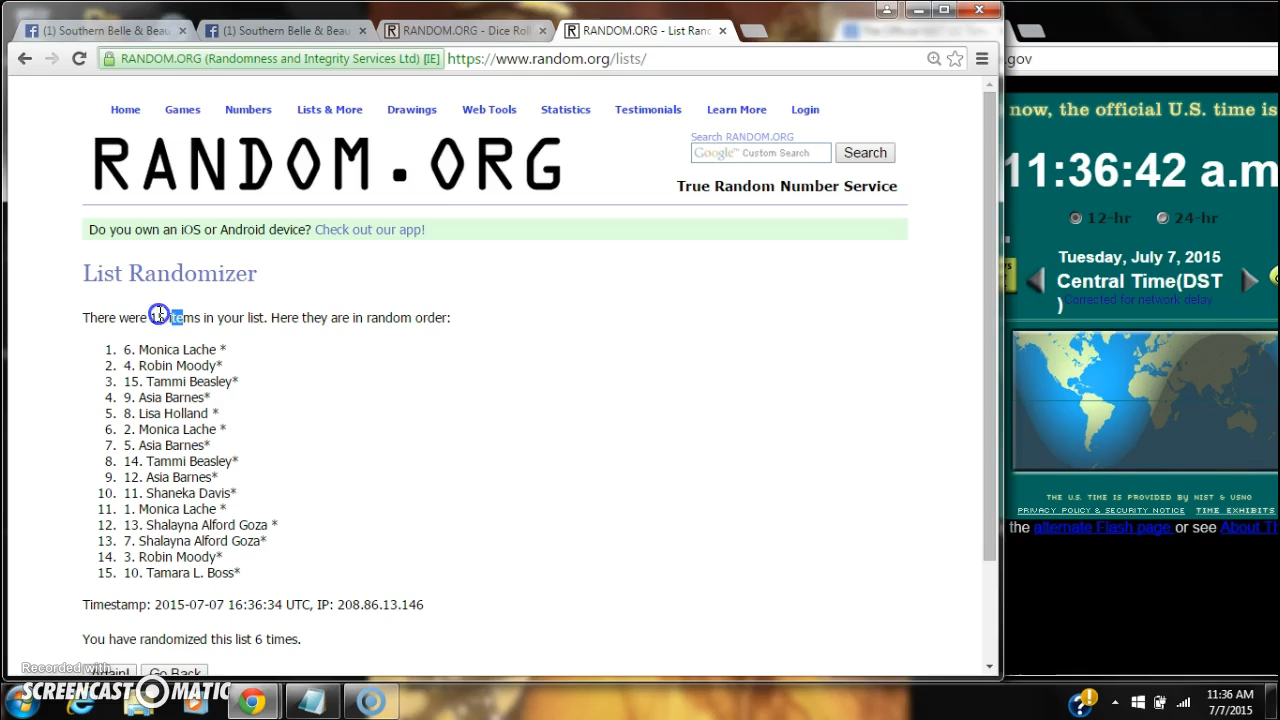 (1) Southern Belle & Beau × (1) Southern Belle & Beau × RANDOM.ORG - Dice Roll × RANDOM.ORG - List Ran ×
RANDOM.ORG (Randomness and Integrity Services Ltd) [IE] https://www.random.org/lists/
.gov
Home Games Numbers Lists & More Drawings Web Tools Statistics Testimonials Learn More Login
RANDOM.ORG
Search RANDOM.ORG
Google™ Custom Search Search
True Random Number Service
Do you own an iOS or Android device? Check out our app!
List Randomizer
There were items in your list. Here they are in random order:
1. 6. Monica Lache *
2. 4. Robin Moody*
3. 15. Tammi Beasley*
4. 9. Asia Barnes*
5. 8. Lisa Holland *
6. 2. Monica Lache *
7. 5. Asia Barnes*
8. 14. Tammi Beasley*
9. 12. Asia Barnes*
10. 11. Shaneka Davis*
11. 1. Monica Lache *
12. 13. Shalayna Alford Goza *
13. 7. Shalayna Alford Goza*
14. 3. Robin Moody*
15. 10. Tamara L. Boss*
Timestamp: 2015-07-07 16:36:34 UTC, IP: 208.86.13.146
You have randomized this list 6 times.
Again! Go Back
now, the official U.S. time is
11:36:42 a.m
12-hr 24-hr
Tuesday, July 7, 2015
Central Time(DST
)
Corrected for network delay
THE U.S. TIME IS PROVIDED BY NIST & USNO
PRIVACY POLICY & SECURITY NOTICE TIME EXHIBITS
the alternate Flash page or see About Th
Recorded with
SCREENCAST-O-MATIC
11:36 AM
7/7/2015